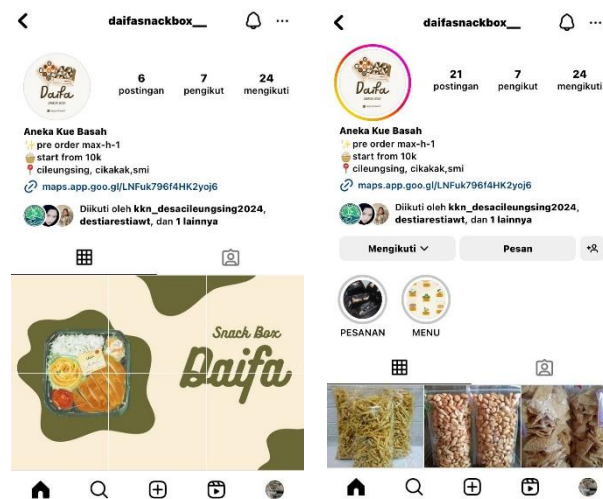 daifasnackbox__
Daifa
6
postingan
7
pengikut
24
mengikuti
Aneka Kue Basah
✨ pre order max-h-1
🧁 start from 10k
📍 cileungsing, cikakak,smi
maps.app.goo.gl/LNFuk796f4HK2yoj6
Diikuti oleh kkn_desacileungsing2024,
destiarestiawt, dan 1 lainnya
Snack Box
Daifa
daifasnackbox__
Daifa
21
postingan
7
pengikut
24
mengikuti
Aneka Kue Basah
✨ pre order max-h-1
🧁 start from 10k
📍 cileungsing, cikakak,smi
maps.app.goo.gl/LNFuk796f4HK2yoj6
Diikuti oleh kkn_desacileungsing2024,
destiarestiawt, dan 1 lainnya
Mengikuti
Pesan
PESANAN
MENU